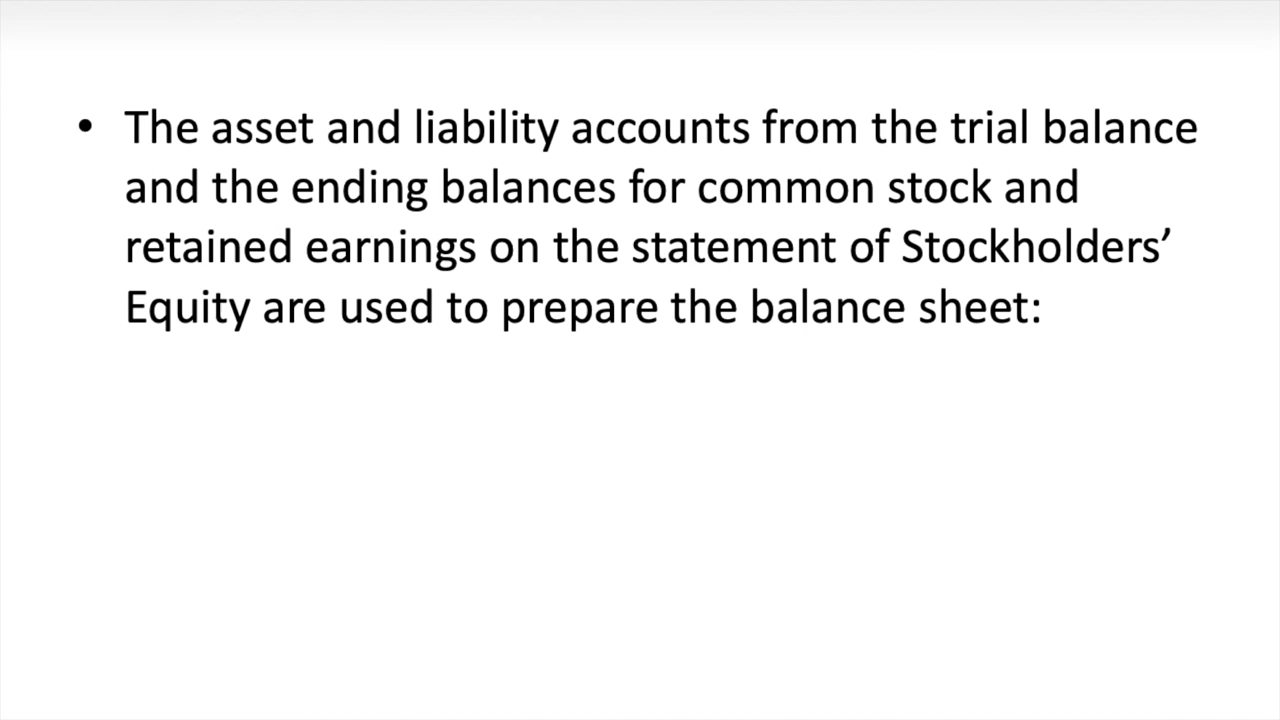 • The asset and liability accounts from the trial balance
and the ending balances for common stock and
retained earnings on the statement of Stockholders’
Equity are used to prepare the balance sheet: